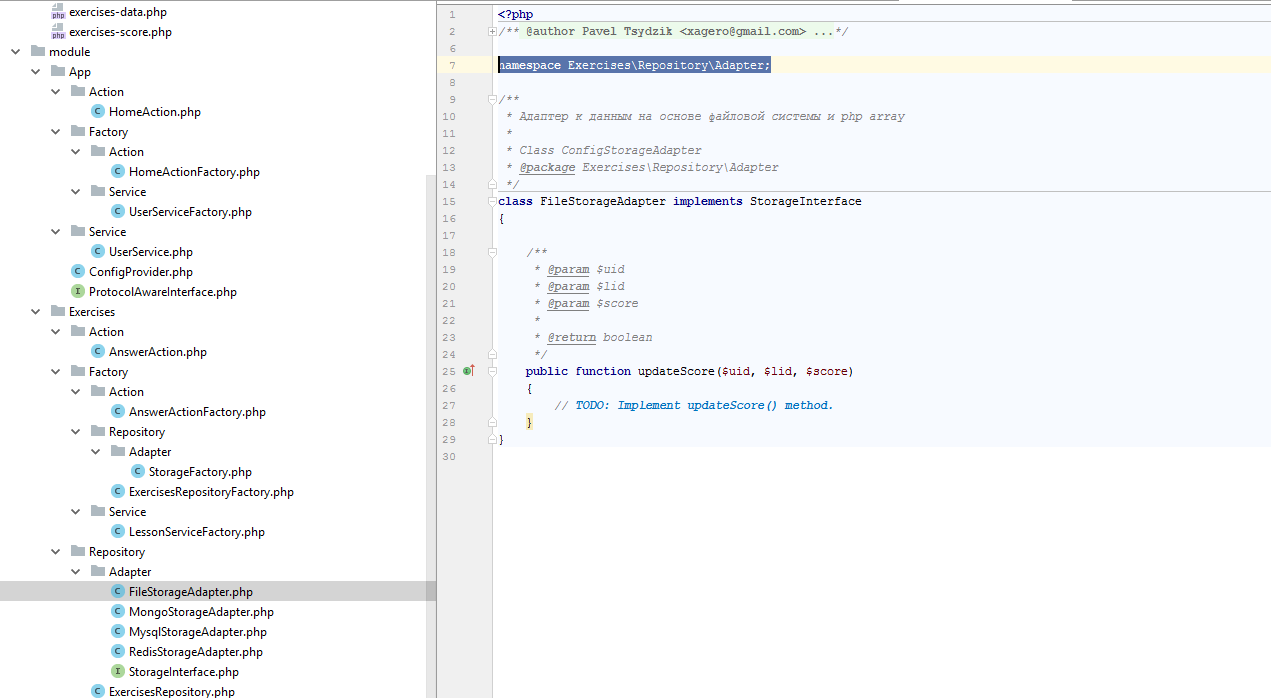 exercises-data.php
exercises-score.php
module
App
Action
HomeAction.php
Factory
Action
HomeActionFactory.php
Service
UserServiceFactory.php
Service
UserService.php
ConfigProvider.php
ProtocolAwareInterface.php
Exercises
Action
AnswerAction.php
Factory
Action
AnswerActionFactory.php
Repository
Adapter
StorageFactory.php
ExercisesRepositoryFactory.php
Service
LessonServiceFactory.php
Repository
Adapter
FileStorageAdapter.php
MongoStorageAdapter.php
MysqlStorageAdapter.php
RedisStorageAdapter.php
StorageInterface.php
ExercisesRepository.php
1 <?php
2 /** @author Pavel Tsydzik <xagero@gmail.com> ...*/
6
7 namespace Exercises\Repository\Adapter;
8
9 /**
10 * Адаптер к данным на основе файловой системы и php array
11 *
12 * Class ConfigStorageAdapter
13 * @package Exercises\Repository\Adapter
14 */
15 class FileStorageAdapter implements StorageInterface
16 {
17
18 /**
19 * @param $uid
20 * @param $lid
21 * @param $score
22 *
23 * @return boolean
24 */
25 public function updateScore($uid, $lid, $score)
26 {
27 // TODO: Implement updateScore() method.
28 }
29 }
30